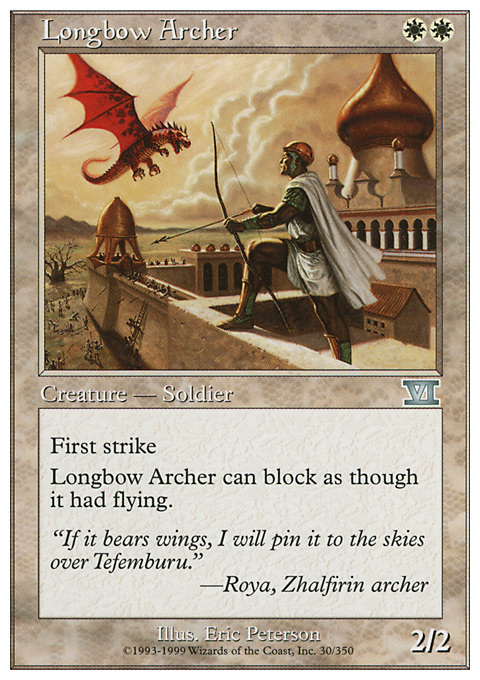 Longbow Archer
Creature — Soldier
VI
First strike
Longbow Archer can block as though
it had flying.
“If it bears wings, I will pin it to the skies
over Tefemburu.”
—Roya, Zhalfirin archer
Illus. Eric Peterson
©1993-1999 Wizards of the Coast, Inc. 30/350
2/2